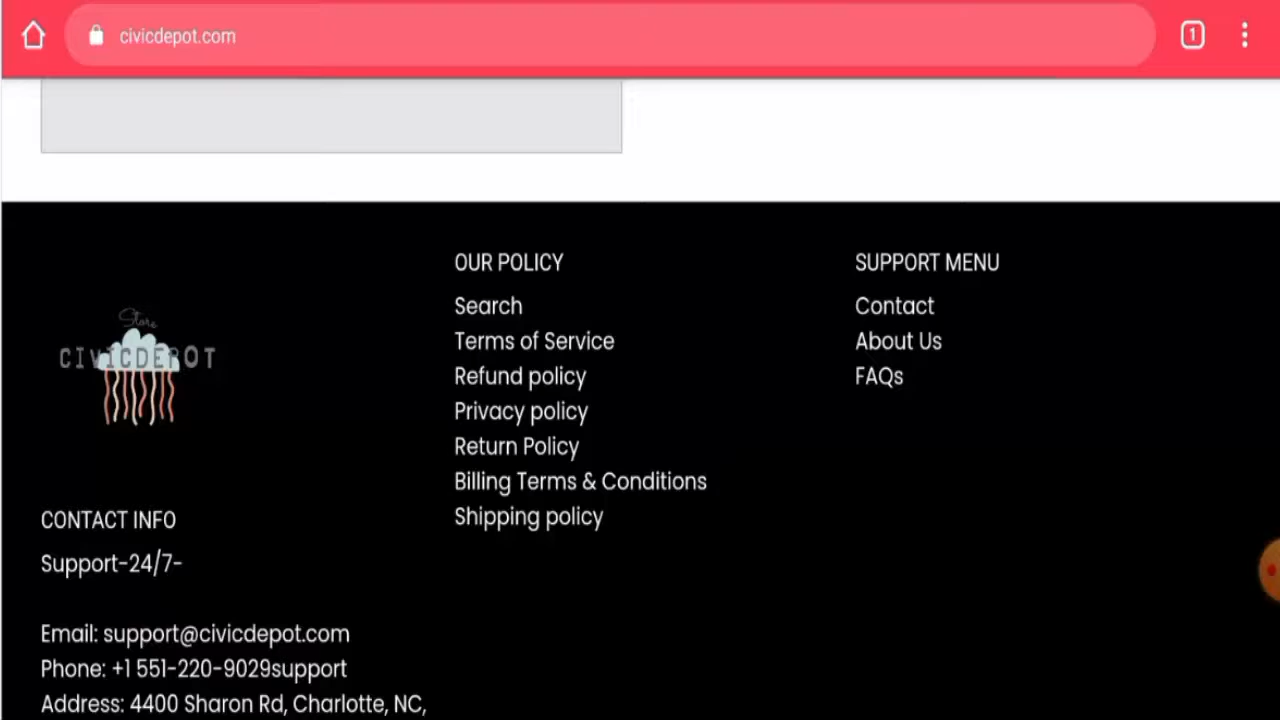 1
civicdepot.com
Store
CIVICDEPOT
CONTACT INFO
Support-24/7-
Email: support@civicdepot.com
Phone: +1 551-220-9029support
Address: 4400 Sharon Rd, Charlotte, NC,
OUR POLICY
Search
Terms of Service
Refund policy
Privacy policy
Return Policy
Billing Terms & Conditions
Shipping policy
SUPPORT MENU
Contact
About Us
FAQs